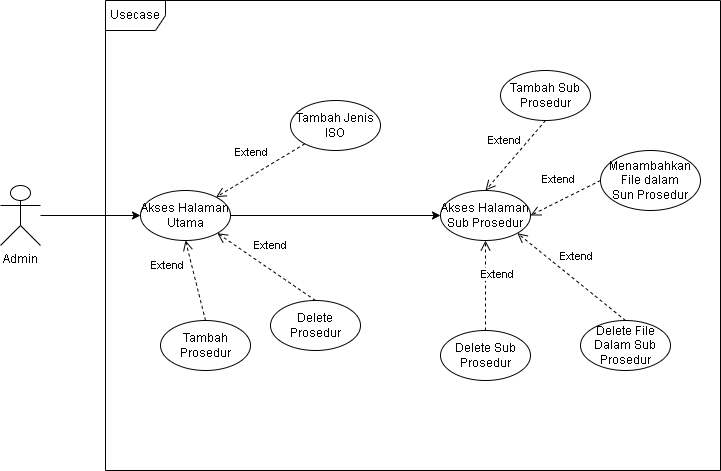 Usecase
Tambah Sub
Prosedur
Tambah Jenis
ISO
Extend
Extend
Menambahkan
File dalam
Sun Prosedur
Extend
Akses Halaman
Utama
Akses Halaman
Sub Prosedur
Admin
Extend
Extend
Extend
Extend
Delete
Prosedur
Tambah
Prosedur
Delete Sub
Prosedur
Delete File
Dalam Sub
Prosedur